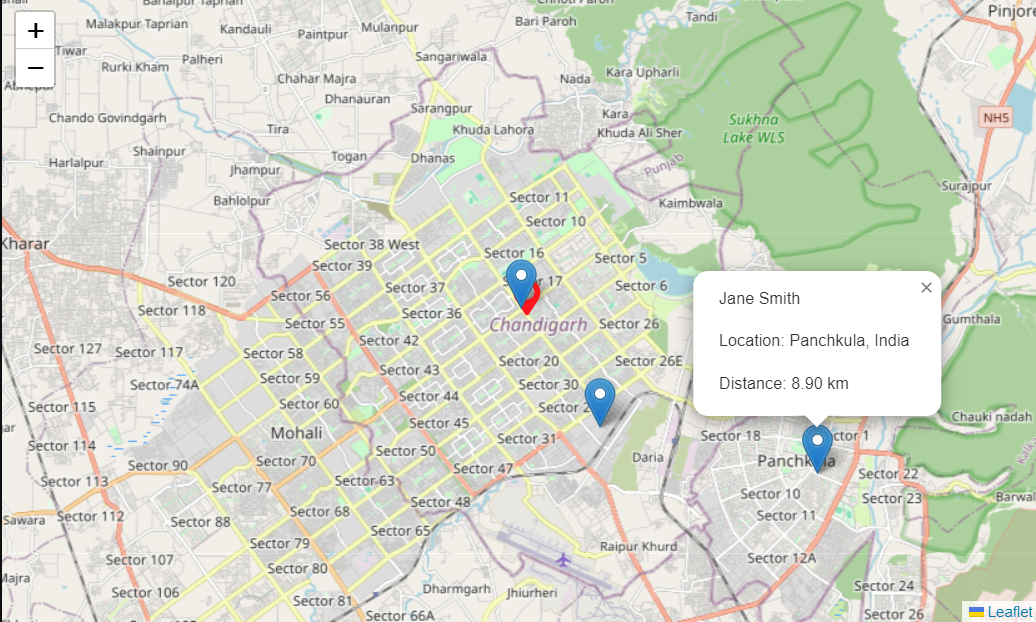 Bahalpur Taprian
Chhoti Paroh
Malakpur Taprian
Kandauli
Paintpur
Mulanpur
Bari Paroh
Tandi
Pinjore
+
−
Tiwar
Rurki Kham
Palheri
Sangariwala
Chahar Majra
Nada
Kara Upharli
Dhanauran
Sarangpur
Chando Govindgarh
Tira
Khuda Lahora
Kara
Khuda Ali Sher
Sukhna
Lake WLS
NH5
Shainpur
Harlalpur
Togan
Dhanas
Punjab
Jhampur
Surajpur
Bahlolpur
Sector 11
Kaimbwala
Sector 10
Kharar
Sector 38 West
Sector 39
Sector 16
Sector 5
Sector 120
Sector 37
Sector 6
Sector 56
Sector 118
Sector 36
Sector 55
Chandigarh
Sector 26
Gumthala
Jane Smith
×
Location: Panchkula, India
Distance: 8.90 km
Sector 127
Sector 117
Sector 58
Sector 42
Sector 20
Sector 26E
Sector 74A
Sector 59
Sector 43
Sector 30
Sector 115
Sector 60
Sector 44
Chauki nadah
Mohali
Sector 45
Sector 31
Sector 18
Sector 1
Sector 114
Sector 90
Sector 70
Sector 50
Sector 47
Daria
Panchkula
Sector 22
Sector 113
Sector 77
Sector 63
Sector 48
Sector 10
Sector 23
Barwal
Sawara
Sector 112
Sector 88
Sector 68
Sector 65
Sector 11
Sector 79
Raipur Khurd
Sector 107
Sector 80
Sector 12A
Majra
Sector 106
Sector 81
Dharmgarh
Jhiurheri
Sector 24
Sector 105
Sector 66A
Sector 26
Leaflet